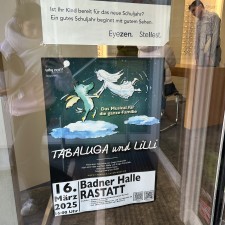 Ist Ihr Kind bereit für das neue Schuljahr?
Ein gutes Schuljahr beginnt mit gutem Sehen.
Eyezen. Stellest.
Das Musical für
die ganze Familie
TABALUGA und LILLI
16.
März
2025
Badner Halle
RASTATT